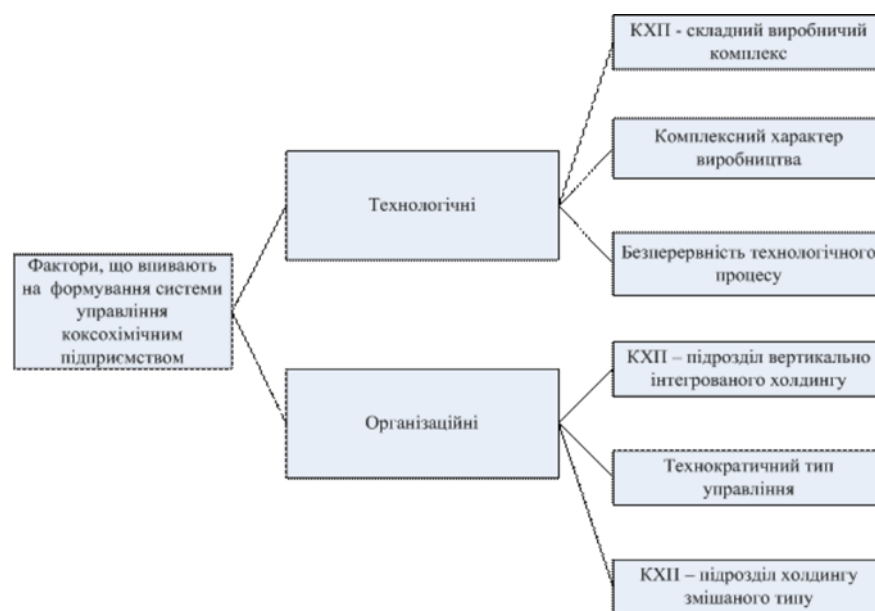 Фактори, що впивають
на формування системи
управління
коксохімічним
підприємством
Технологічні
КХП - складний виробничий
комплекс
Комплексний характер
виробництва
Безперервність технологічного
процесу
Організаційні
КХП – підрозділ вертикально
інтегрованого холдингу
Технократичний тип
управління
КХП – підрозділ холдингу
змішаного типу